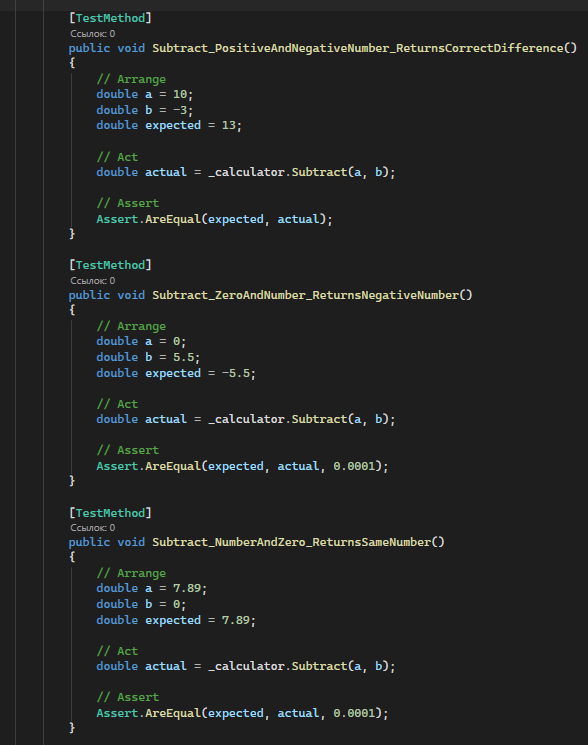 [TestMethod]
Ссылок: 0
public void Subtract_PositiveAndNegativeNumber_ReturnsCorrectDifference()
{
// Arrange
double a = 10;
double b = -3;
double expected = 13;
// Act
double actual = _calculator.Subtract(a, b);
// Assert
Assert.AreEqual(expected, actual);
}
[TestMethod]
Ссылок: 0
public void Subtract_ZeroAndNumber_ReturnsNegativeNumber()
{
// Arrange
double a = 0;
double b = 5.5;
double expected = -5.5;
// Act
double actual = _calculator.Subtract(a, b);
// Assert
Assert.AreEqual(expected, actual, 0.0001);
}
[TestMethod]
Ссылок: 0
public void Subtract_NumberAndZero_ReturnsSameNumber()
{
// Arrange
double a = 7.89;
double b = 0;
double expected = 7.89;
// Act
double actual = _calculator.Subtract(a, b);
// Assert
Assert.AreEqual(expected, actual, 0.0001);
}